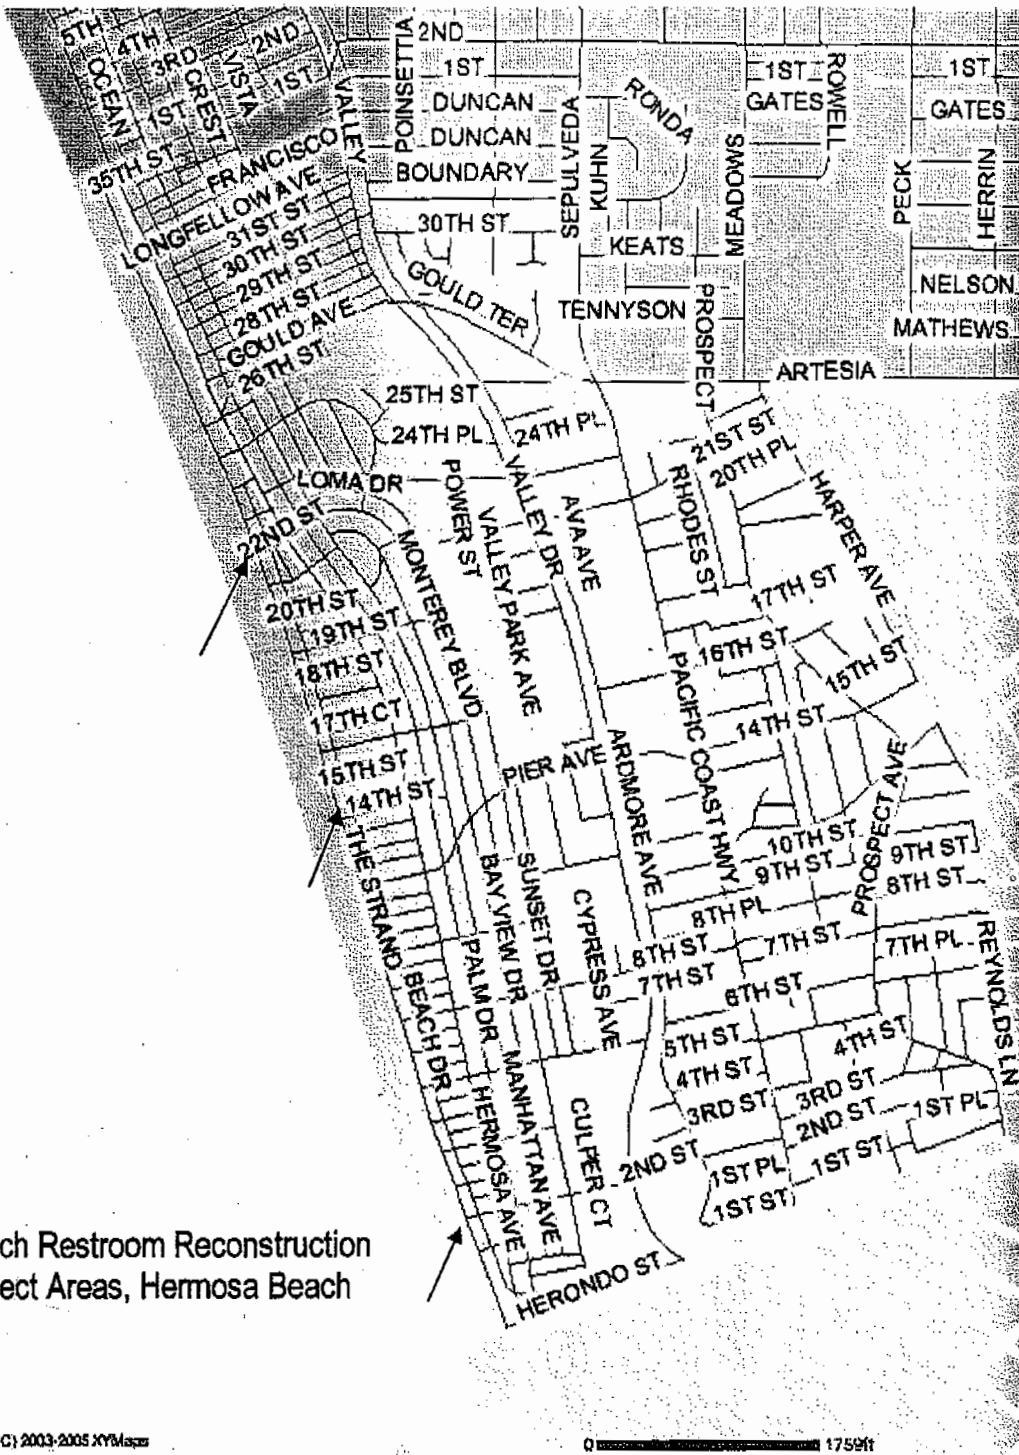 5TH
4TH
3RD
2ND
VISTA
OCEAN
CREST
1ST
1ST
POINSETTIA
2ND
1ST
VALLEY
DUNCAN
DUNCAN
BOUNDARY
SEPULVEDA
KUHN
RONDA
1ST
GATES
ROWELL
MEADOWS
1ST
GATES
PECK
HERRIN
35TH ST
FRANCISCO
LONGFELLOW AVE
31ST ST
30TH ST
29TH ST
28TH ST
GOULD AVE
26TH ST
30TH ST
GOULD TER
KEATS
TENNYSON
PROSPECT
NELSON
MATHEWS
ARTESIA
25TH ST
24TH PL
24TH PL
21ST ST
20TH PL
LOMA DR
22ND ST
POWER ST
VALLEY DR
VALLEY PARK AVE
AVA AVE
RHODES ST
HARPER AVE
MONTEREY BLVD
20TH ST
19TH ST
18TH ST
17TH CT
17TH ST
16TH ST
15TH ST
PACIFIC COAST HWY
14TH ST
15TH ST
14TH ST
PIER AVE
ARDMORE AVE
PROSPECT AVE
THE STRAND
BAY VIEW DR
SUNSET DR
CYPRESS AVE
10TH ST
9TH ST
9TH ST
8TH ST
8TH PL
8TH ST
7TH ST
7TH ST
7TH PL
REYNOLDS LN
BEACH DR
PALM DR
6TH ST
5TH ST
4TH ST
4TH ST
3RD ST
3RD ST
2ND ST
1ST PL
HERMOSA AVE
MANHATTAN AVE
CULPER CT
2ND ST
1ST PL
1ST ST
1ST ST
HERONDO ST
ch Restroom Reconstruction
ect Areas, Hermosa Beach
C) 2003-2005 XYMaps
0 1759ft